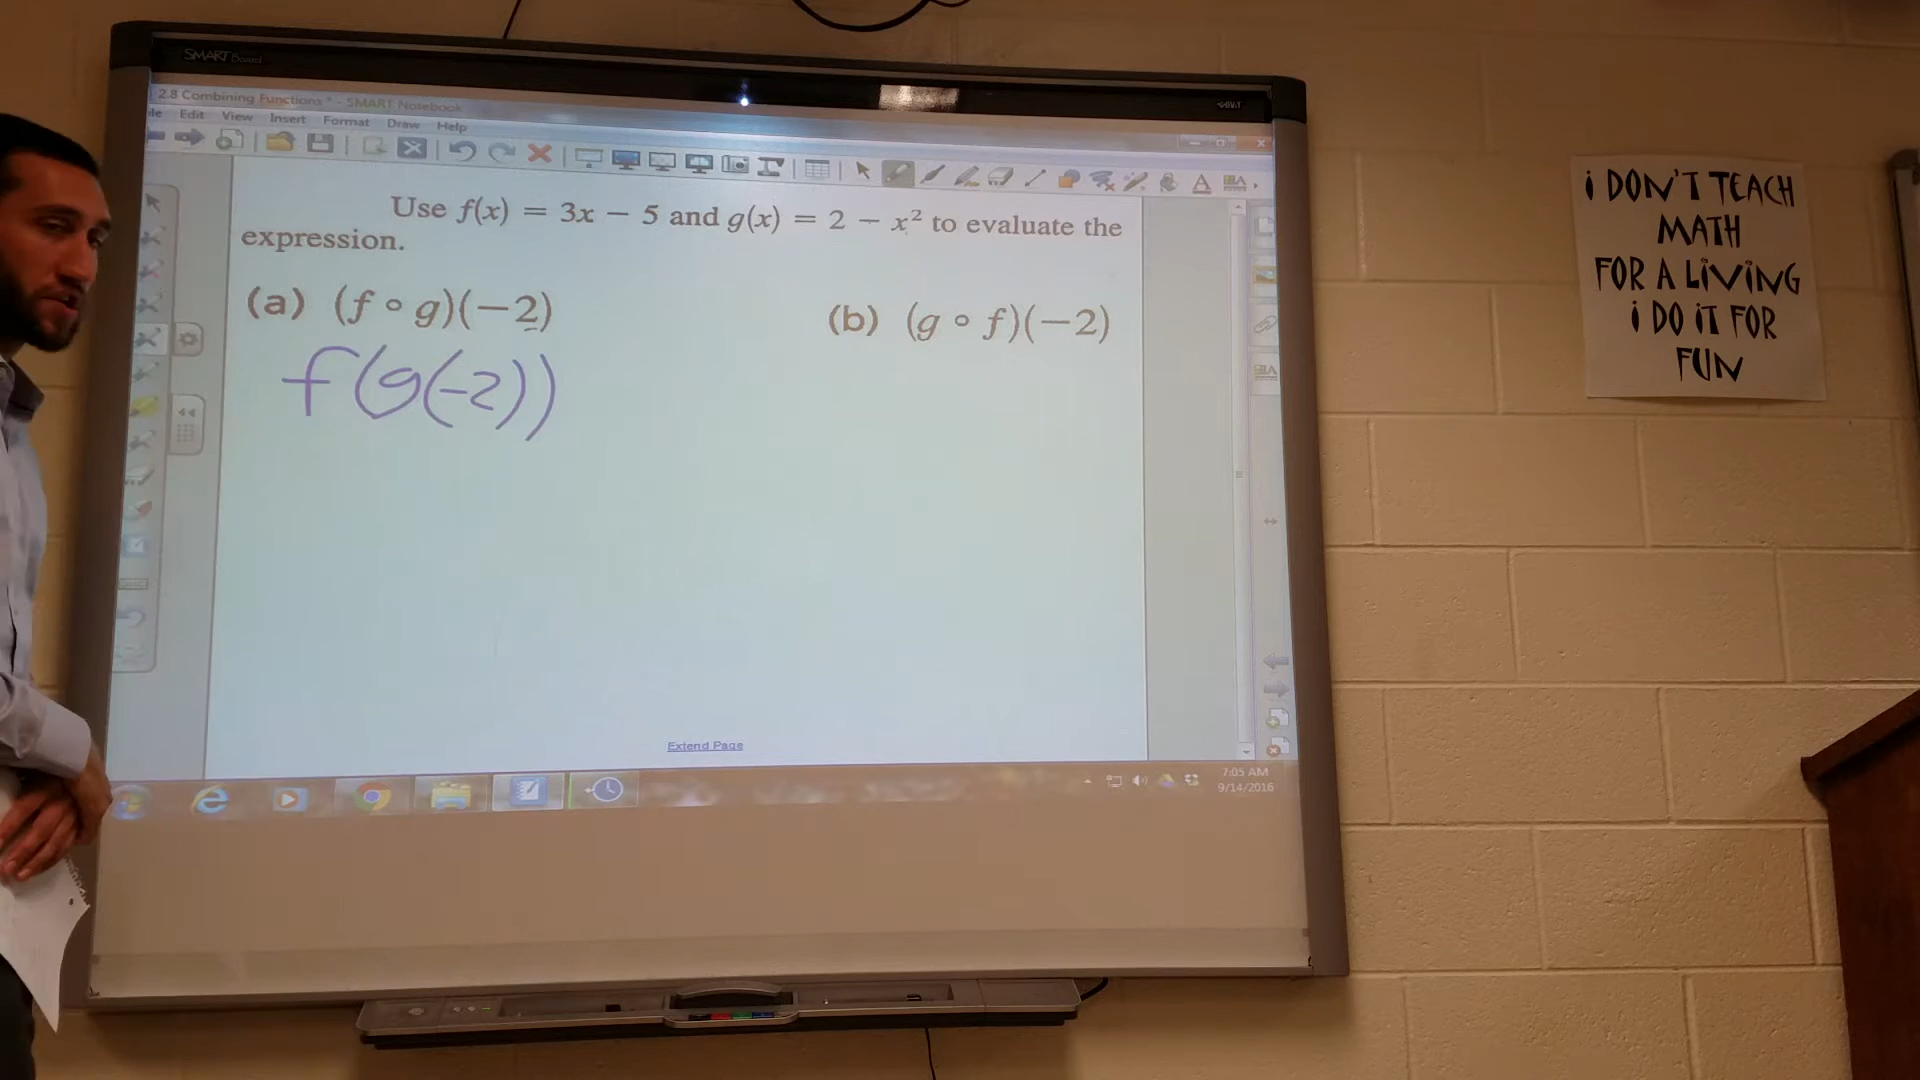 SMART Board
2.8 Combining Functions * - SMART Notebook
Edit View Insert Format Draw Help
Use f(x) = 3x − 5 and g(x) = 2 − x² to evaluate the
expression.
(a) (f ∘ g)(−2)
(b) (g ∘ f)(−2)
f(g(-2))
Extend Page
7:05 AM
9/14/2016
i DON'T TEACH
MATH
FOR A LiViNG
i DO iT FOR
FUN